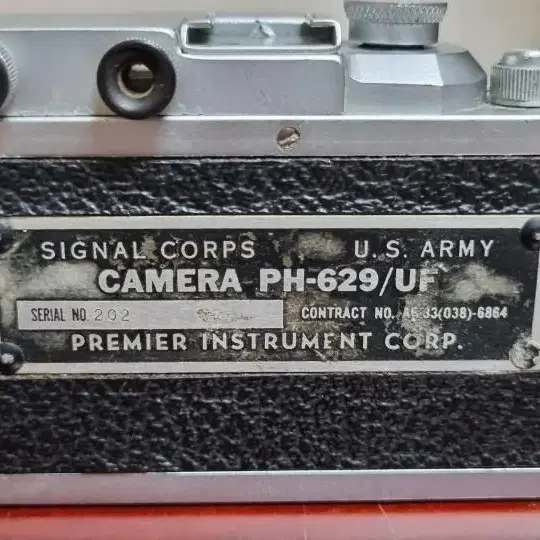 SIGNAL CORPS U.S. ARMY
CAMERA PH-629/UF
SERIAL NO. 202 CONTRACT NO. AF 33(038)-6864
PREMIER INSTRUMENT CORP.